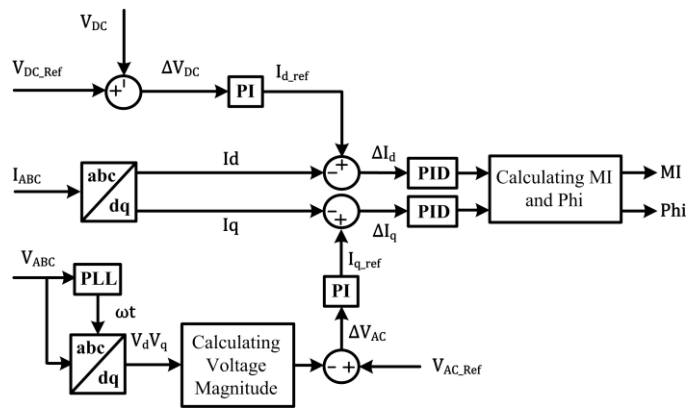 V_DC
V_DC_Ref
ΔV_DC
I_d_ref
+ -
PI
I_ABC
abc
dq
Id
Iq
- +
- +
ΔI_d
ΔI_q
PID
PID
Calculating MI
and Phi
MI
Phi
I_q_ref
PI
ΔV_AC
V_ABC
PLL
ωt
abc
dq
V_dV_q
Calculating
Voltage
Magnitude
- +
V_AC_Ref